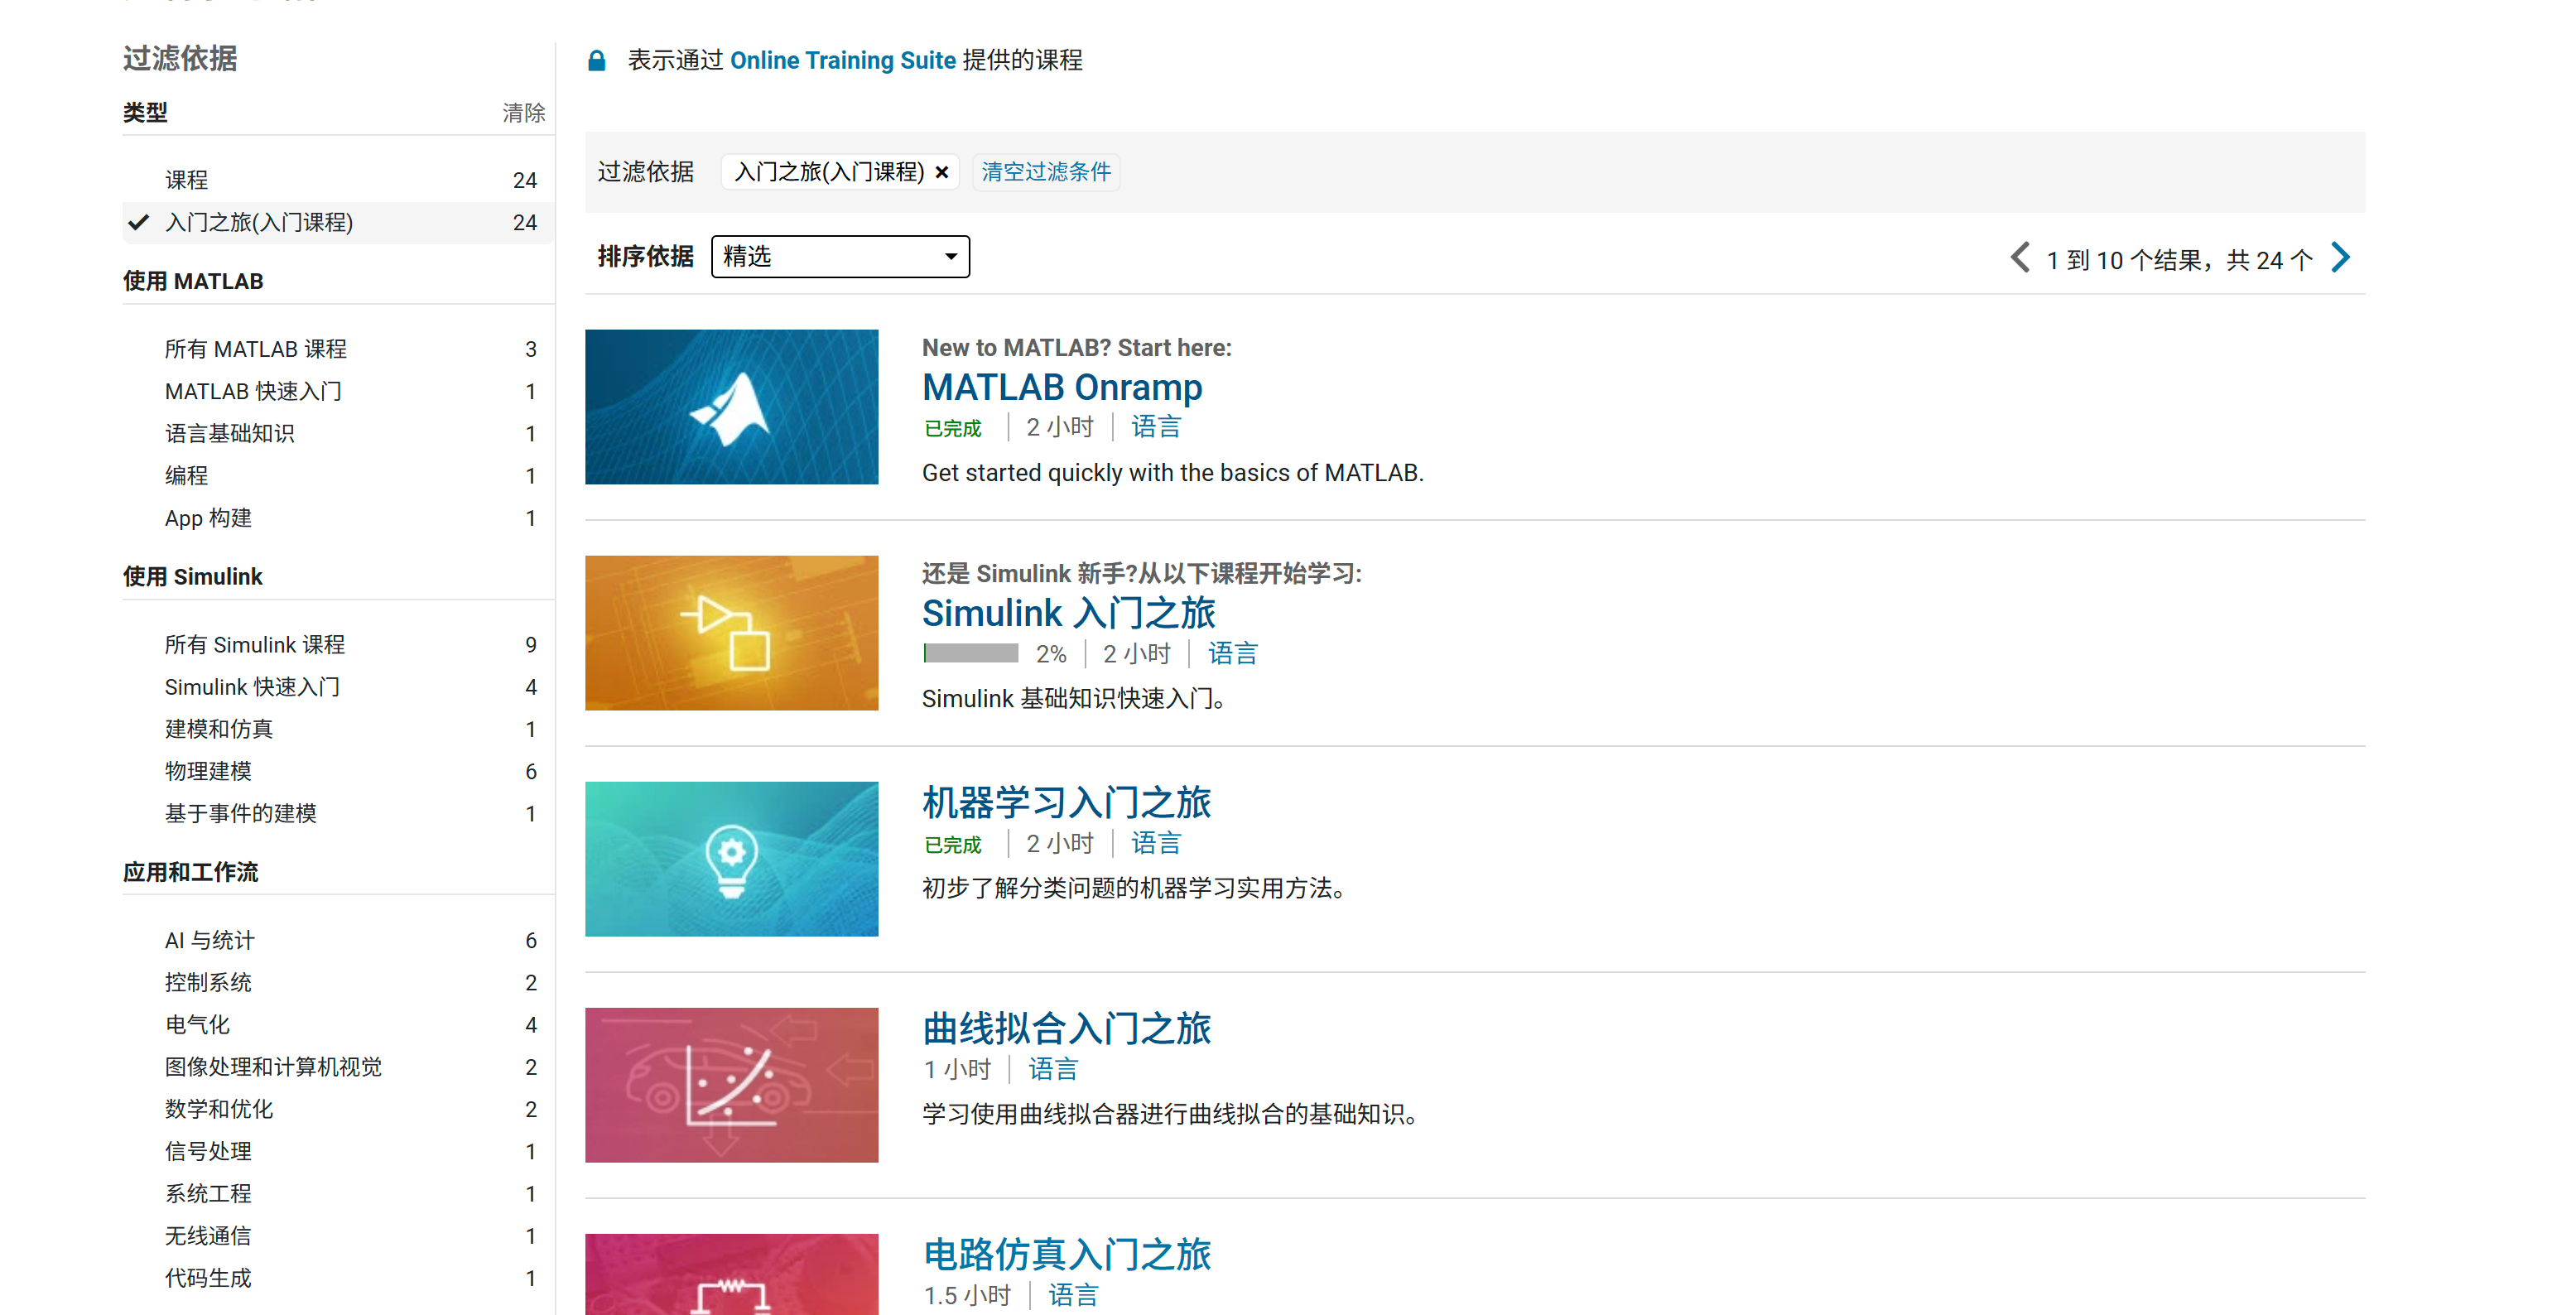 过滤依据
类型 清除
课程 24
入门之旅(入门课程) 24
使用 MATLAB
所有 MATLAB 课程 3
MATLAB 快速入门 1
语言基础知识 1
编程 1
App 构建 1
使用 Simulink
所有 Simulink 课程 9
Simulink 快速入门 4
建模和仿真 1
物理建模 6
基于事件的建模 1
应用和工作流
AI 与统计 6
控制系统 2
电气化 4
图像处理和计算机视觉 2
数学和优化 2
信号处理 1
系统工程 1
无线通信 1
代码生成 1
表示通过 Online Training Suite 提供的课程
过滤依据 入门之旅(入门课程) × 清空过滤条件
排序依据 精选 1 到 10 个结果，共 24 个
New to MATLAB? Start here:
MATLAB Onramp
已完成 | 2 小时 | 语言
Get started quickly with the basics of MATLAB.
还是 Simulink 新手?从以下课程开始学习:
Simulink 入门之旅
2% | 2 小时 | 语言
Simulink 基础知识快速入门。
机器学习入门之旅
已完成 | 2 小时 | 语言
初步了解分类问题的机器学习实用方法。
曲线拟合入门之旅
1 小时 | 语言
学习使用曲线拟合器进行曲线拟合的基础知识。
电路仿真入门之旅
1.5 小时 | 语言